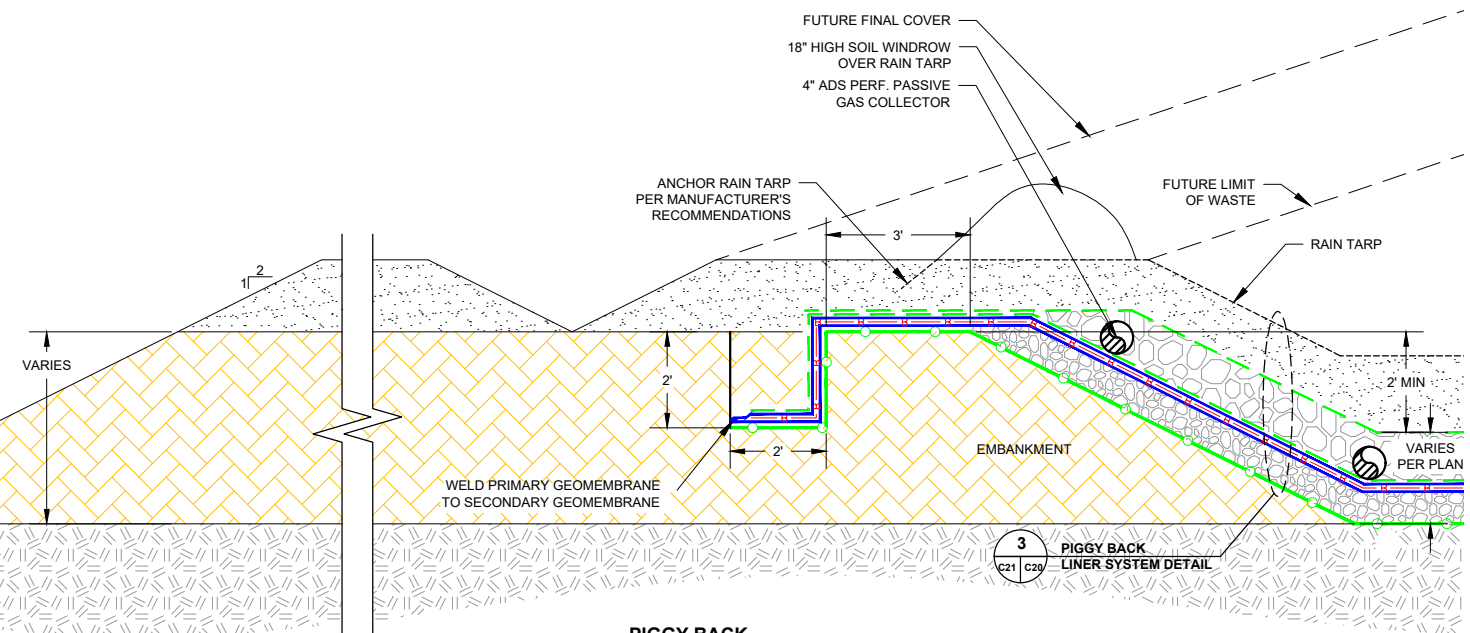 FUTURE FINAL COVER
18" HIGH SOIL WINDROW
OVER RAIN TARP
4" ADS PERF. PASSIVE
GAS COLLECTOR
ANCHOR RAIN TARP
PER MANUFACTURER'S
RECOMMENDATIONS
FUTURE LIMIT
OF WASTE
3'
RAIN TARP
2
1
VARIES
2'
2' MIN
2'
EMBANKMENT
VARIES
PER PLAN
WELD PRIMARY GEOMEMBRANE
TO SECONDARY GEOMEMBRANE
3
C21 C20
PIGGY BACK
LINER SYSTEM DETAIL
PIGGY BACK